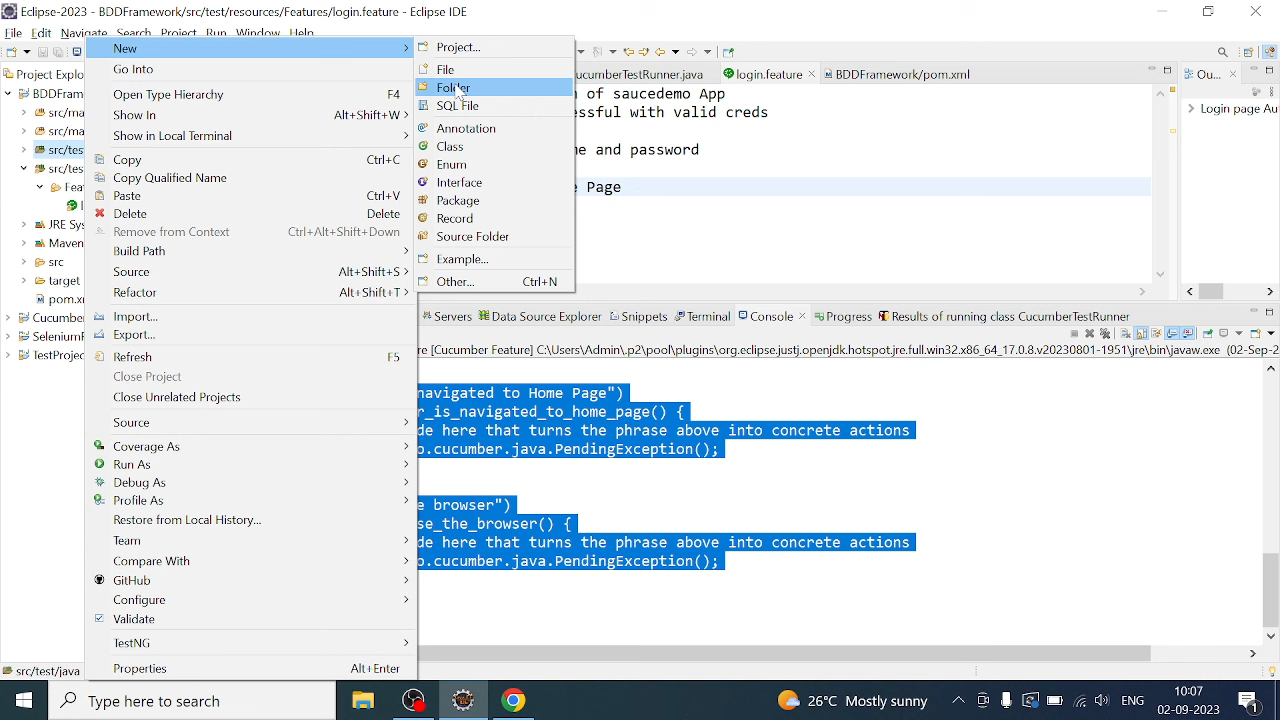 Eclipse-2023 - BDDFramework/src/test/resources/Features/login.feature - Eclipse IDE
File Edit Navigate Search Project Run Window Help
Project Explo
BDDFram
src/ma
src/ma
src/tes
src/tes
Feat
JRE Sys
Maven
src
target
pom.x
Cucumbe
Seleniumf
TestProjec
New
Go Into
Open Type Hierarchy F4
Show In Alt+Shift+W
Show in Local Terminal
Copy Ctrl+C
Copy Qualified Name
Paste Ctrl+V
Delete Delete
Remove from Context Ctrl+Alt+Shift+Down
Build Path
Source Alt+Shift+S
Refactor Alt+Shift+T
Import...
Export...
Refresh F5
Close Project
Close Unrelated Projects
Source
Coverage As
Run As
Debug As
Profile As
Restore from Local History...
Team
Compare With
GitHub
Configure
Validate
TestNG
Properties Alt+Enter
Project...
File
Folder
SQL File
Annotation
Class
Enum
Interface
Package
Record
Source Folder
Example...
Other... Ctrl+N
ucumberTestRunner.java login.feature BDDFramework/pom.xml
n of saucedemo App
ssful with valid creds
ne and password
e Page
Ou...
Login page Aut
Servers Data Source Explorer Snippets Terminal Console Progress Results of running class CucumberTestRunner
re [Cucumber Feature] C:\Users\Admin\.p2\pool\plugins\org.eclipse.justj.openjdk.hotspot.jre.full.win32.x86_64_17.0.8.v20230801-1951\jre\bin\javaw.exe (02-Sep-2
navigated to Home Page")
r_is_navigated_to_home_page() {
de here that turns the phrase above into concrete actions
o.cucumber.java.PendingException();
e browser")
se_the_browser() {
de here that turns the phrase above into concrete actions
o.cucumber.java.PendingException();
src/test/java
Type here to search
26°C Mostly sunny
ENG
10:07
02-09-2023
1